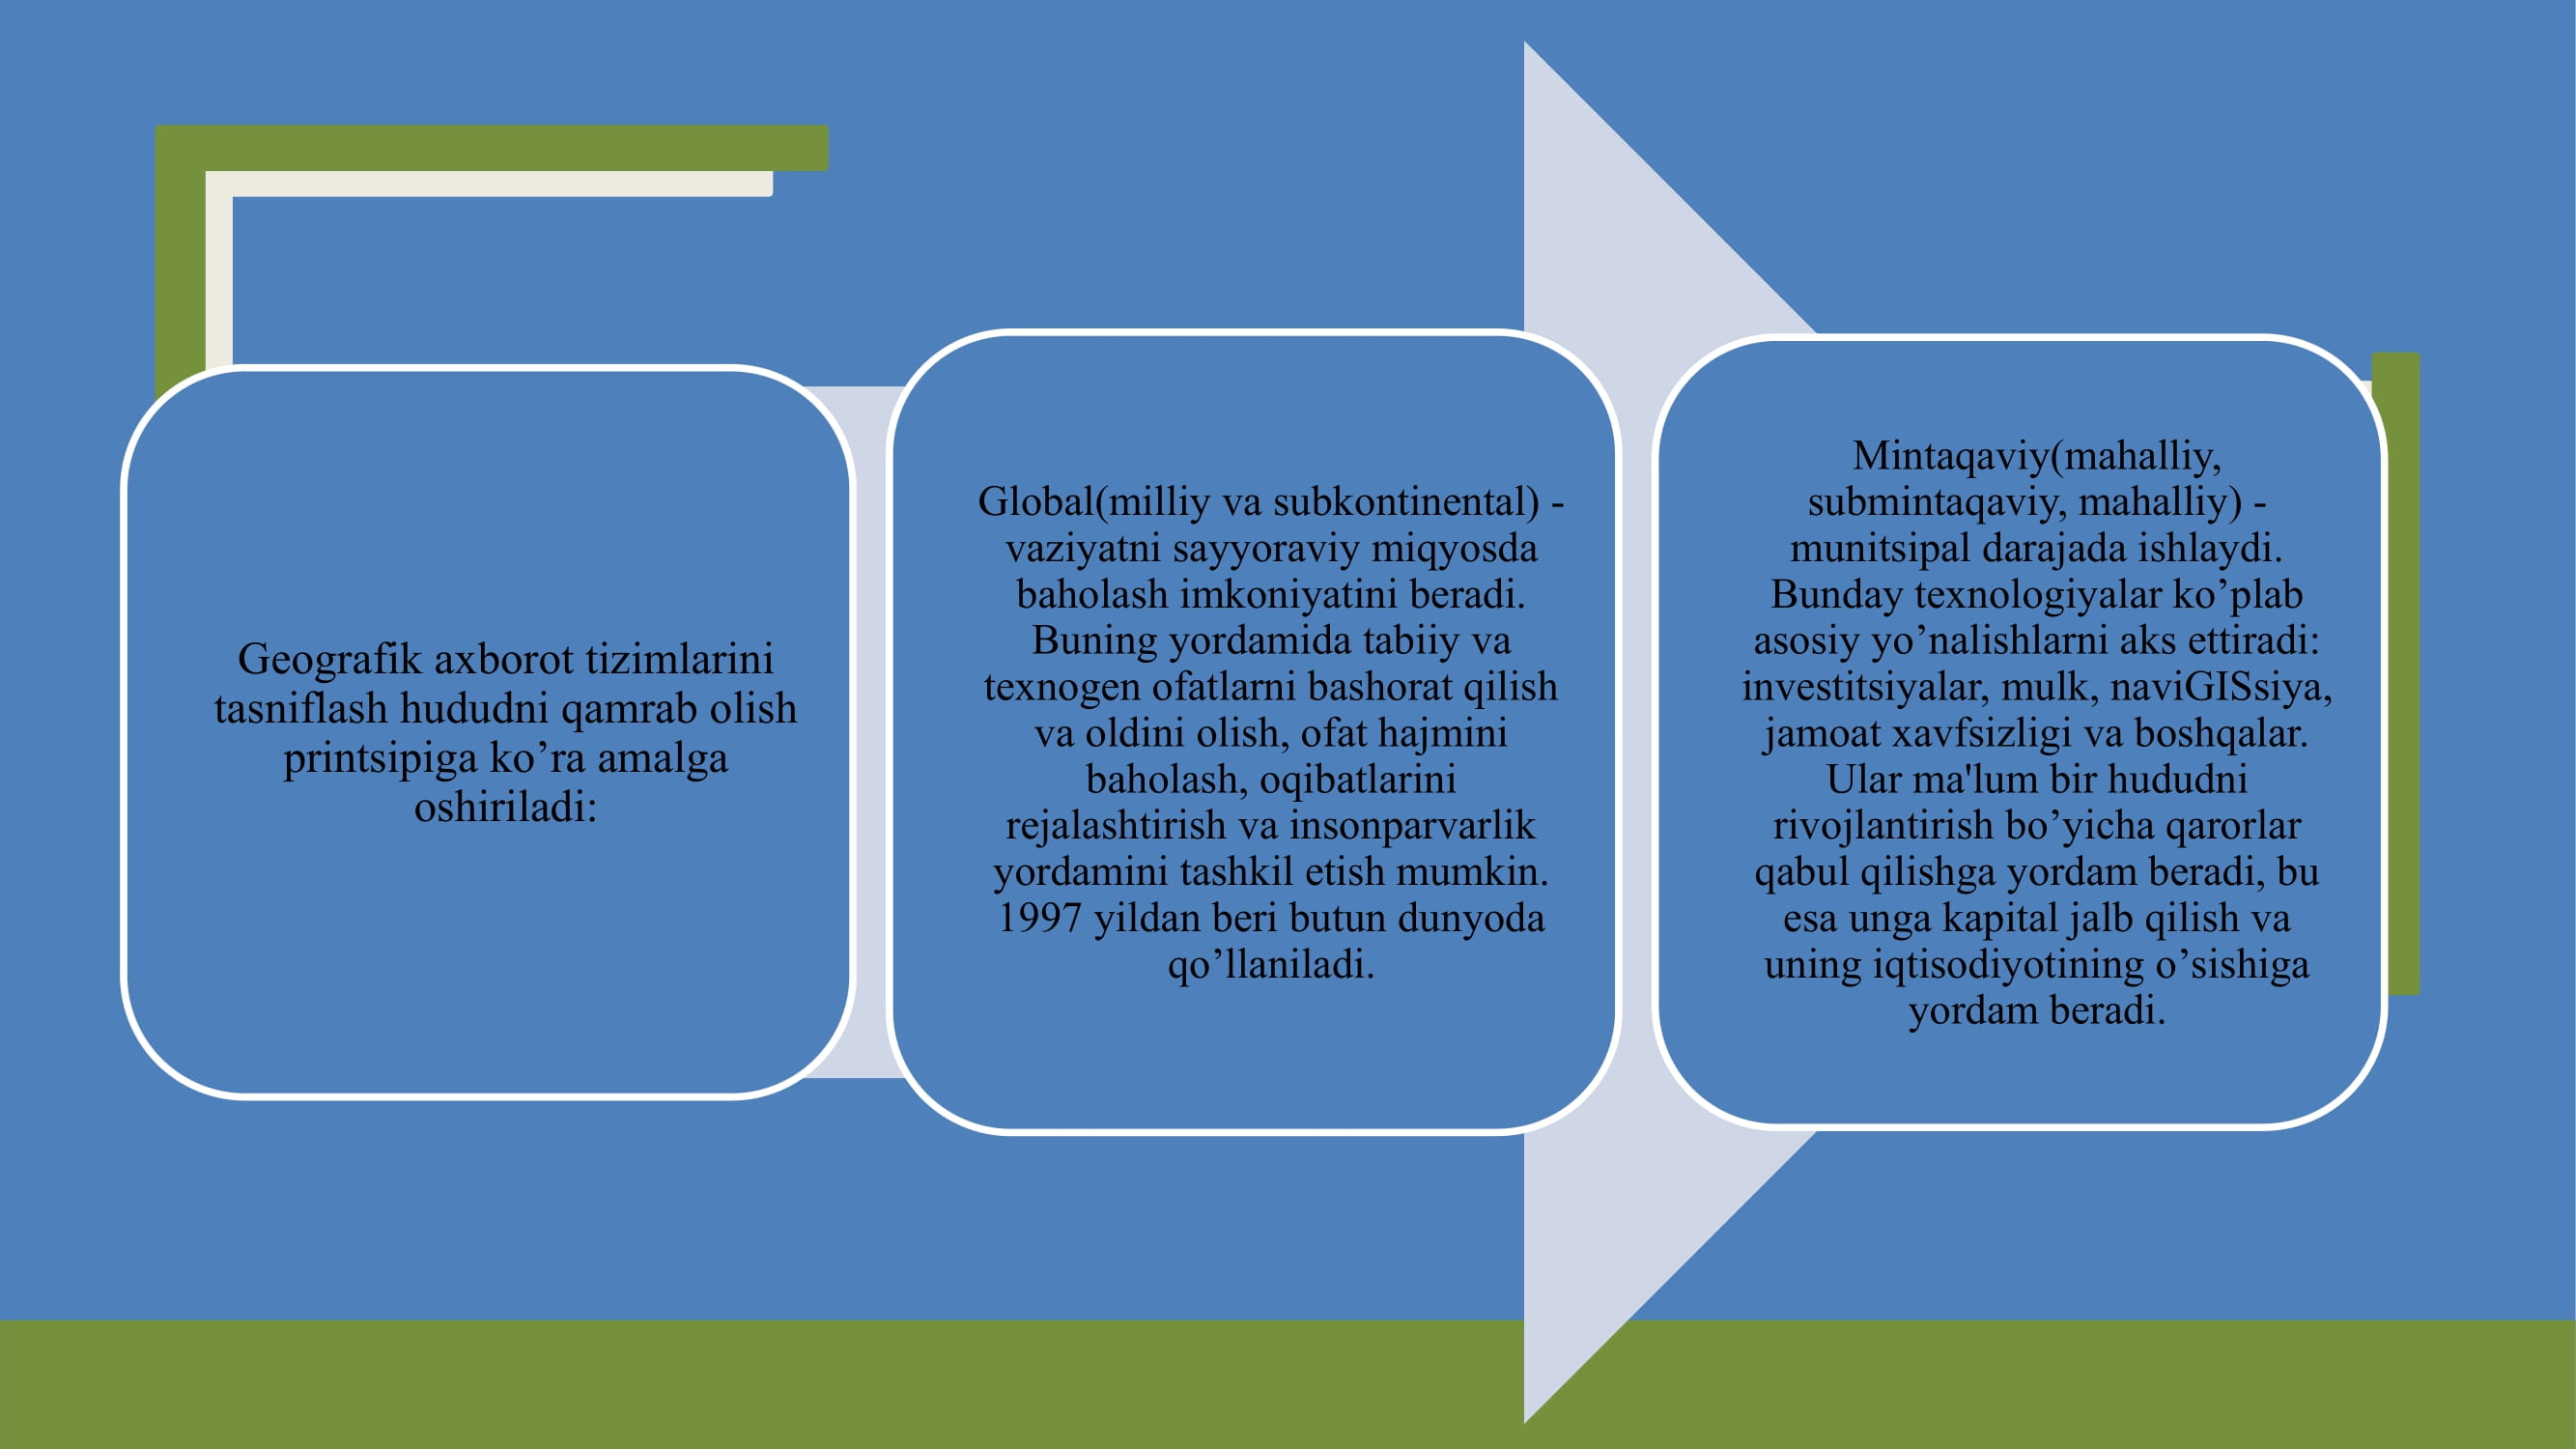 Geografik axborot tizimlarini
tasniflash hududni qamrab olish
printsipiga ko’ra amalga
oshiriladi:
Global(milliy va subkontinental) -
vaziyatni sayyoraviy miqyosda
baholash imkoniyatini beradi.
Buning yordamida tabiiy va
texnogen ofatlarni bashorat qilish
va oldini olish, ofat hajmini
baholash, oqibatlarini
rejalashtirish va insonparvarlik
yordamini tashkil etish mumkin.
1997 yildan beri butun dunyoda
qo’llaniladi.
Mintaqaviy(mahalliy,
submintaqaviy, mahalliy) -
munitsipal darajada ishlaydi.
Bunday texnologiyalar ko’plab
asosiy yo’nalishlarni aks ettiradi:
investitsiyalar, mulk, naviGISsiya,
jamoat xavfsizligi va boshqalar.
Ular ma'lum bir hududni
rivojlantirish bo’yicha qarorlar
qabul qilishga yordam beradi, bu
esa unga kapital jalb qilish va
uning iqtisodiyotining o’sishiga
yordam beradi.